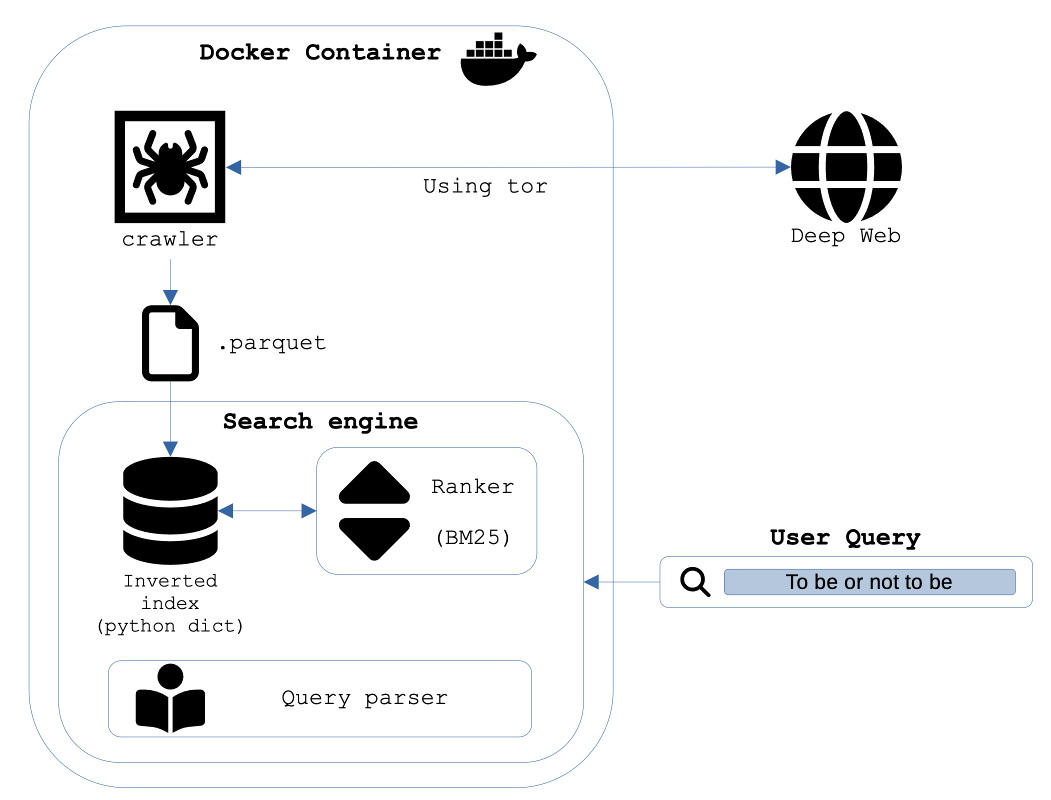 Docker Container
Using tor
crawler
Deep Web
.parquet
Search engine
Ranker
(BM25)
Inverted
index
(python dict)
User Query
To be or not to be
Query parser